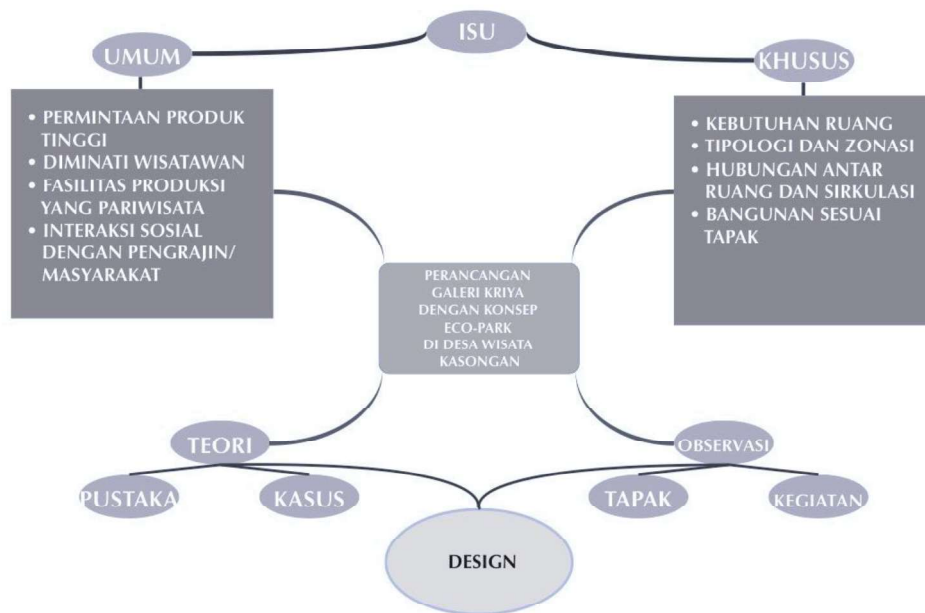 ISU
UMUM
KHUSUS
• PERMINTAAN PRODUK
TINGGI
• DIMINATI WISATAWAN
• FASILITAS PRODUKSI
YANG PARIWISATA
• INTERAKSI SOSIAL
DENGAN PENGRAJIN/
MASYARAKAT
• KEBUTUHAN RUANG
• TIPOLOGI DAN ZONASI
• HUBUNGAN ANTAR
RUANG DAN SIRKULASI
• BANGUNAN SESUAI
TAPAK
PERANCANGAN
GALERI KRIYA
DENGAN KONSEP
ECO-PARK
DI DESA WISATA
KASONGAN
TEORI
OBSERVASI
PUSTAKA
KASUS
TAPAK
KEGIATAN
DESIGN